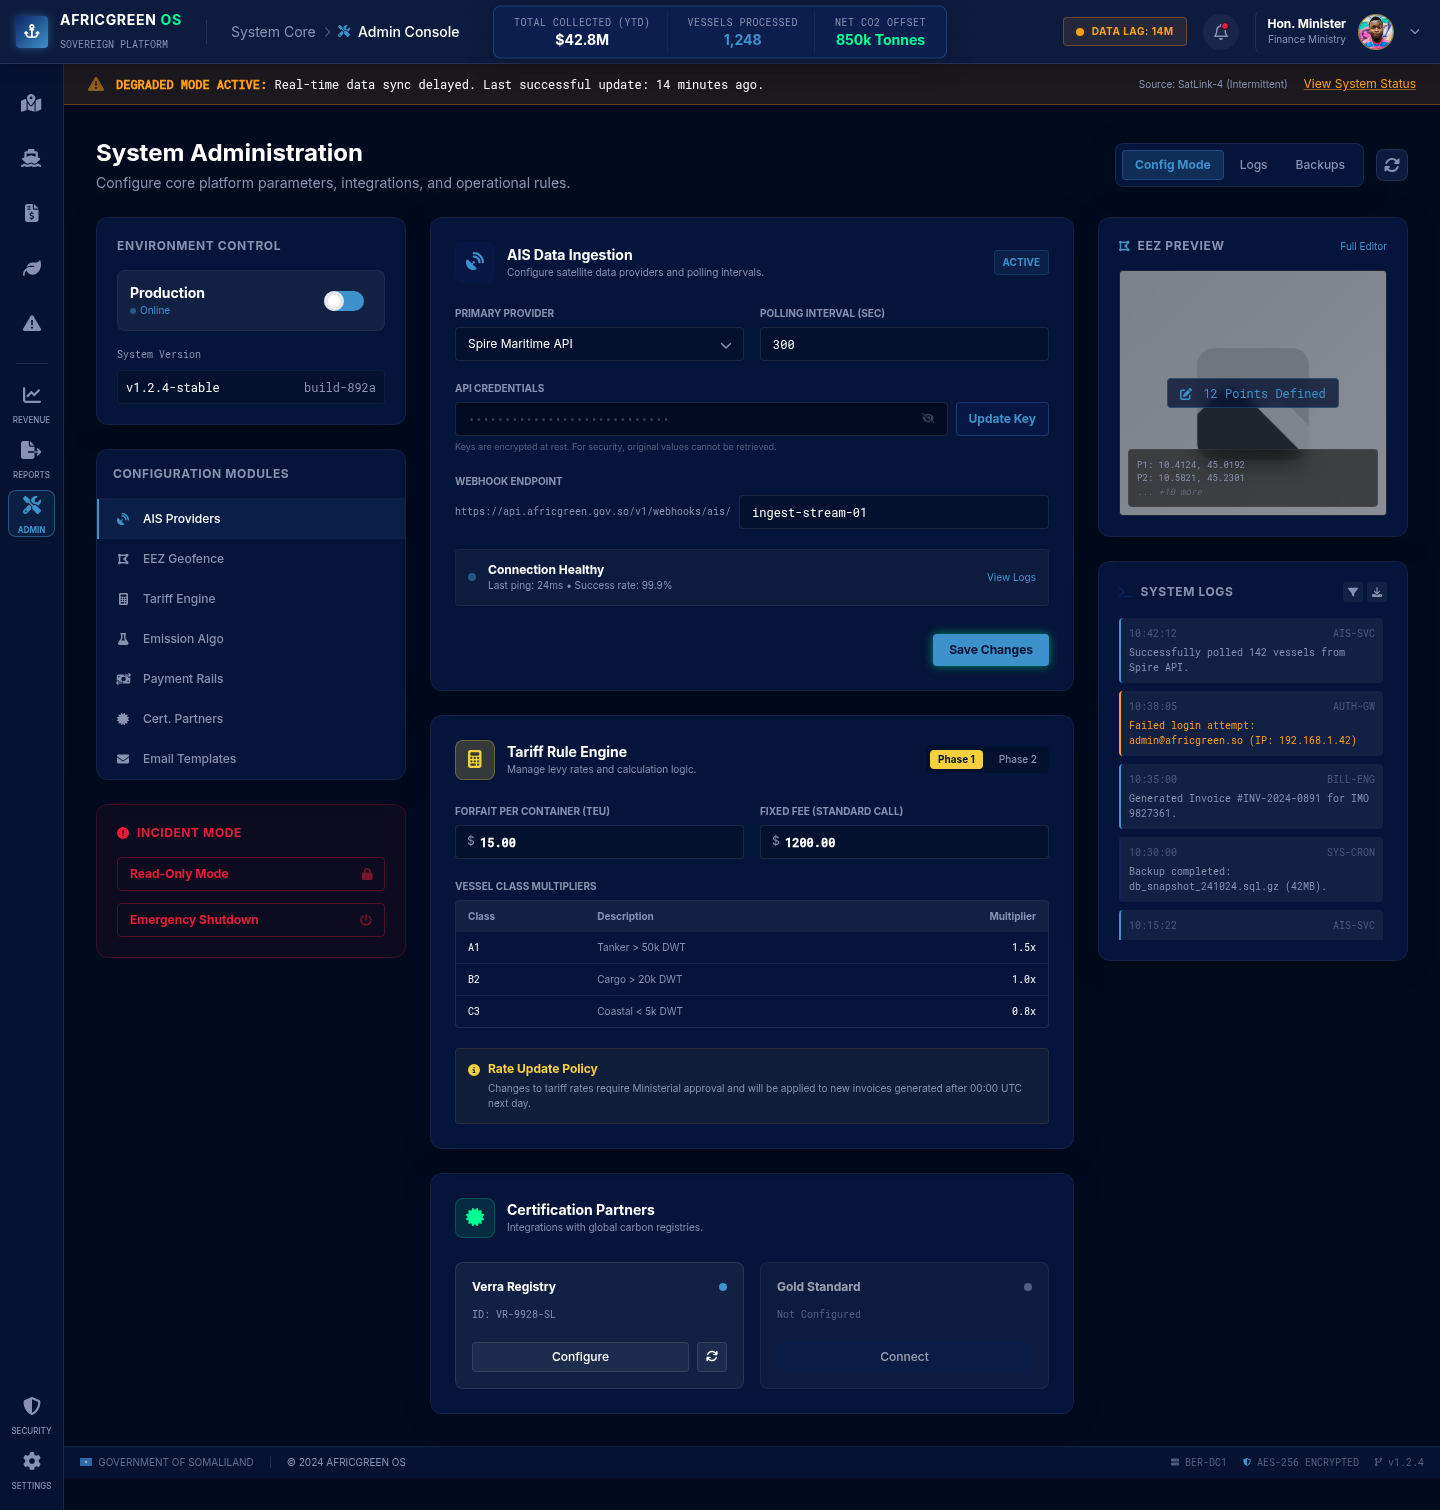 AFRICGREEN OS
SOVEREIGN PLATFORM
System Core > Admin Console
TOTAL COLLECTED (YTD)
$42.8M
VESSELS PROCESSED
1,248
NET CO2 OFFSET
850k Tonnes
DATA LAG: 14M
Hon. Minister
Finance Ministry
DEGRADED MODE ACTIVE: Real-time data sync delayed. Last successful update: 14 minutes ago.
Source: SatLink-4 (Intermittent)
View System Status
REVENUE
REPORTS
ADMIN
SECURITY
SETTINGS
System Administration
Configure core platform parameters, integrations, and operational rules.
Config Mode
Logs
Backups
ENVIRONMENT CONTROL
Production
Online
System Version
v1.2.4-stable
build-892a
CONFIGURATION MODULES
AIS Providers
EEZ Geofence
Tariff Engine
Emission Algo
Payment Rails
Cert. Partners
Email Templates
INCIDENT MODE
Read-Only Mode
Emergency Shutdown
AIS Data Ingestion
Configure satellite data providers and polling intervals.
ACTIVE
PRIMARY PROVIDER
Spire Maritime API
POLLING INTERVAL (SEC)
300
API CREDENTIALS
Update Key
Keys are encrypted at rest. For security, original values cannot be retrieved.
WEBHOOK ENDPOINT
https://api.africgreen.gov.so/v1/webhooks/ais/
ingest-stream-01
Connection Healthy
Last ping: 24ms • Success rate: 99.9%
View Logs
Save Changes
Tariff Rule Engine
Manage levy rates and calculation logic.
Phase 1
Phase 2
FORFAIT PER CONTAINER (TEU)
$ 15.00
FIXED FEE (STANDARD CALL)
$ 1200.00
VESSEL CLASS MULTIPLIERS
Class Description Multiplier
A1 Tanker > 50k DWT 1.5x
B2 Cargo > 20k DWT 1.0x
C3 Coastal < 5k DWT 0.8x
Rate Update Policy
Changes to tariff rates require Ministerial approval and will be applied to new invoices generated after 00:00 UTC
next day.
Certification Partners
Integrations with global carbon registries.
Verra Registry
ID: VR-9928-SL
Configure
Gold Standard
Not Configured
Connect
EEZ PREVIEW
Full Editor
12 Points Defined
P1: 10.4124, 45.0192
P2: 10.5821, 45.2301
... +10 more
SYSTEM LOGS
10:42:12 AIS-SVC
Successfully polled 142 vessels from
Spire API.
10:38:05 AUTH-GW
Failed login attempt:
admin@africgreen.so (IP: 192.168.1.42)
10:35:00 BILL-ENG
Generated Invoice #INV-2024-0891 for IMO
9827361.
10:30:00 SYS-CRON
Backup completed:
db_snapshot_241024.sql.gz (42MB).
10:15:22 AIS-SVC
GOVERNMENT OF SOMALILAND
© 2024 AFRICGREEN OS
BER-DC1
AES-256 ENCRYPTED
v1.2.4